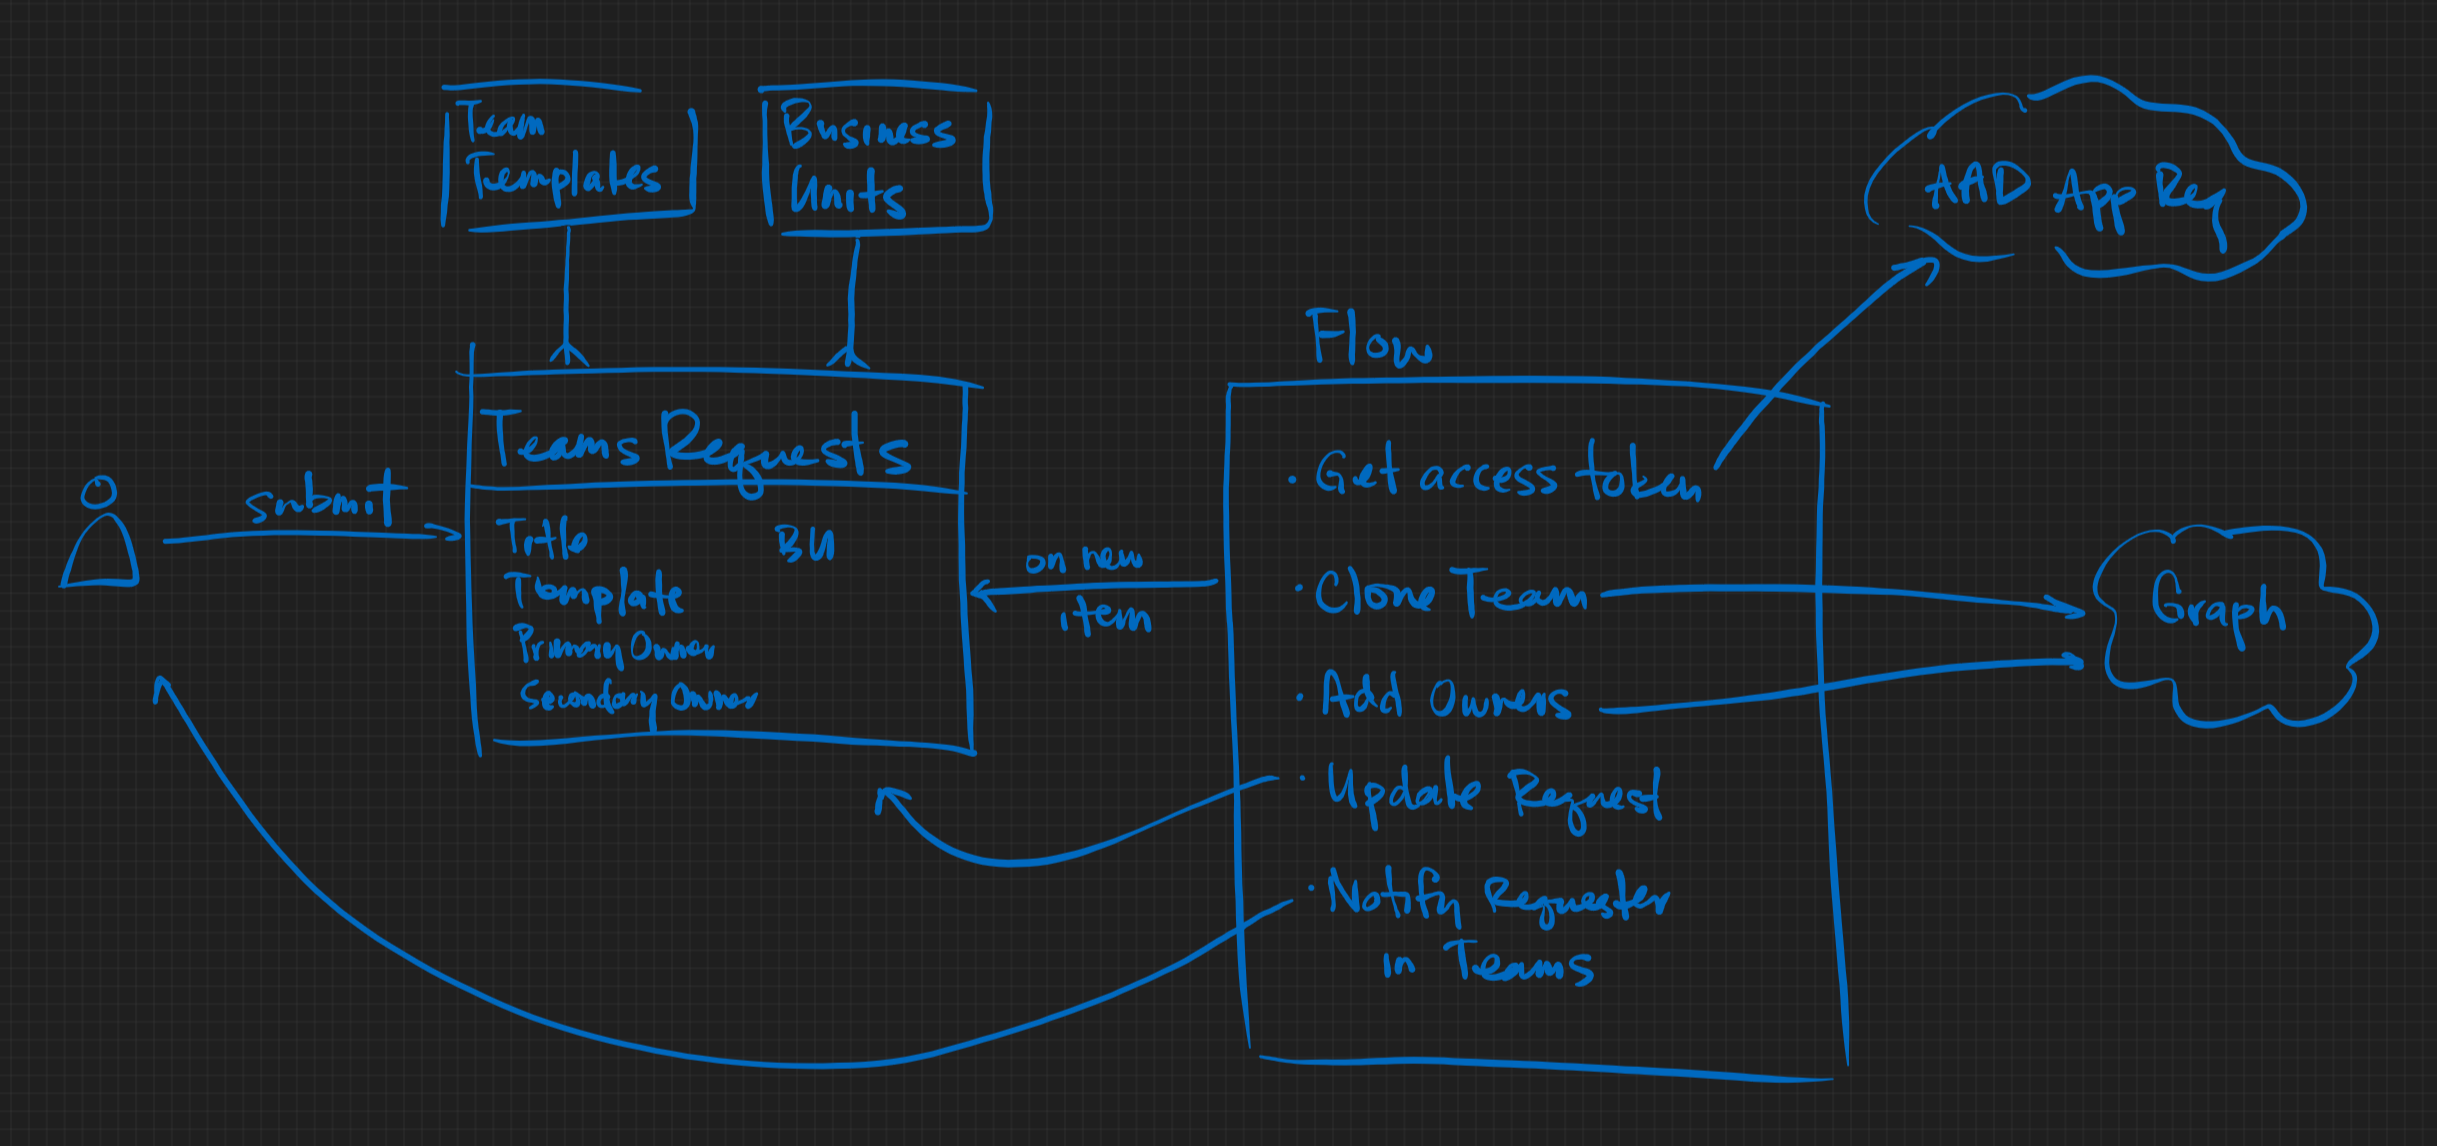 Team
Templates
Business
Units
AAD App Reg
Flow
Teams Requests
submit
Title
BU
Template
Primary Owner
Secondary Owner
on new
item
· Get access token
· Clone Team
· Add Owners
· Update Request
· Notify Requester
in Teams
Graph